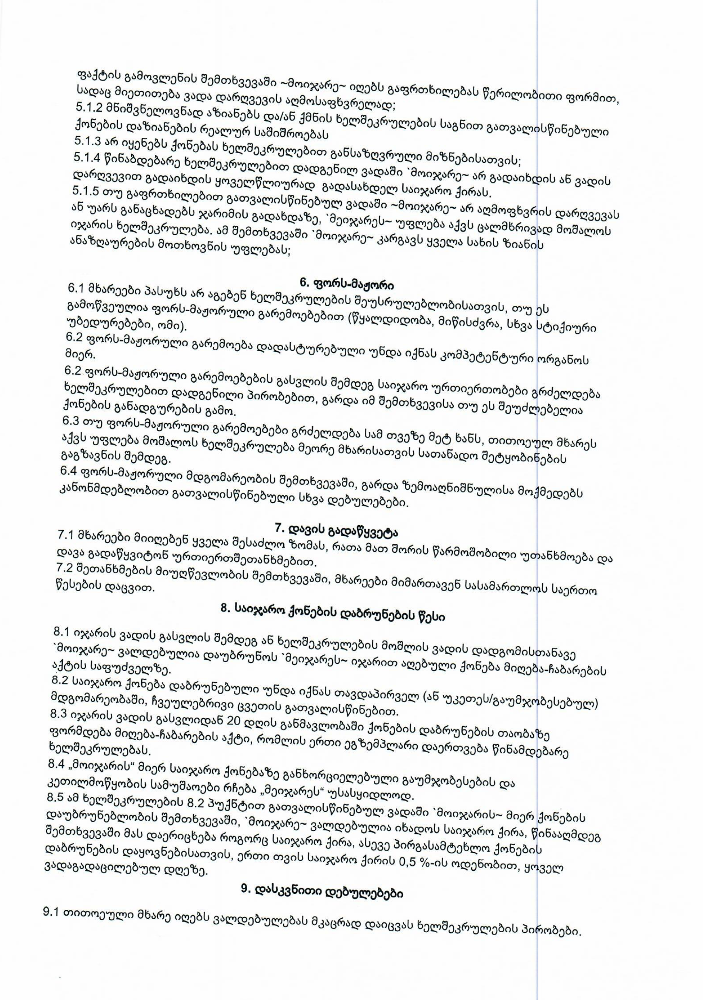 ფაქტის გამოვლენის შემთხვევაში ~მოიჯარე~ იღებს გაფრთხილებას წერილობითი ფორმით,
სადაც მიეთითება ვადა დარღვევის აღმოსაფხვრელად;
5.1.2 მნიშვნელოვნად აზიანებს და/ან ქმნის ხელშეკრულების საგნით გათვალისწინებული
ქონების დაზიანების რეალურ საშიშროებას
5.1.3 არ იყენებს ქონებას ხელშეკრულებით განსაზღვრული მიზნებისათვის;
5.1.4 წინაბდებარე ხელშეკრულებით დადგენილ ვადაში `მოიჯარე~ არ გადაიხდის ან ვადის
დარღვევით გადაიხდის ყოველწლიურად გადასახდელ საიჯარო ქირას.
5.1.5 თუ გაფრთხილებით გათვალისწინებულ ვადაში ~მოიჯარე~ არ აღმოფხვრის დარღვევას
ან უარს განაცხადებს ჯარიმის გადახდაზე, `მეიჯარეს~ უფლება აქვს ცალმხრივად მოშალოს
იჯარის ხელშეკრულება. ამ შემთხვევაში `მოიჯარე~ კარგავს ყველა სახის ზიანის
ანაზღაურების მოთხოვნის უფლებას;
6. ფორს-მაჟორი
6.1 მხარეები პასუხს არ აგებენ ხელშეკრულების შეუსრულებლობისათვის, თუ ეს
გამოწვეულია ფორს-მაჟორული გარემოებებით (წყალდიდობა, მიწისძვრა, სხვა სტიქიური
უბედურებები, ომი).
6.2 ფორს-მაჟორული გარემოება დადასტურებული უნდა იქნას კომპეტენტური ორგანოს
მიერ.
6.2 ფორს-მაჟორული გარემოებების გასვლის შემდეგ საიჯარო ურთიერთობები გრძელდება
ხელშეკრულებით დადგენილი პირობებით, გარდა იმ შემთხვევისა თუ ეს შეუძლებელია
ქონების განადგურების გამო.
6.3 თუ ფორს-მაჟორული გარემოებები გრძელდება სამ თვეზე მეტ ხანს, თითოეულ მხარეს
აქვს უფლება მოშალოს ხელშეკრულება მეორე მხარისათვის სათანადო შეტყობინების
გაგზავნის შემდეგ.
6.4 ფორს-მაჟორული მდგომარეობის შემთხვევაში, გარდა ზემოაღნიშნულისა მოქმედებს
კანონმდებლობით გათვალისწინებული სხვა დებულებები.
7. დავის გადაწყვეტა
7.1 მხარეები მიიღებენ ყველა შესაძლო ზომას, რათა მათ შორის წარმოშობილი უთანხმოება და
დავა გადაწყვიტონ ურთიერთშეთანხმებით.
7.2 შეთანხმების მიუღწევლობის შემთხვევაში, მხარეები მიმართავენ სასამართლოს საერთო
წესების დაცვით.
8. საიჯარო ქონების დაბრუნების წესი
8.1 იჯარის ვადის გასვლის შემდეგ ან ხელშეკრულების მოშლის ვადის დადგომისთანავე
`მოიჯარე~ ვალდებულია დაუბრუნოს `მეიჯარეს~ იჯარით აღებული ქონება მიღება-ჩაბარების
აქტის საფუძველზე.
8.2 საიჯარო ქონება დაბრუნებული უნდა იქნას თავდაპირველ (ან უკეთეს/გაუმჯობესებულ)
მდგომარეობაში, ჩვეულებრივი ცვეთის გათვალისწინებით.
8.3 იჯარის ვადის გასვლიდან 20 დღის განმავლობაში ქონების დაბრუნების თაობაზე
ფორმდება მიღება-ჩაბარების აქტი, რომლის ერთი ეგზემპლარი დაერთვება წინამდებარე
ხელშეკრულებას.
8.4 „მოიჯარის“ მიერ საიჯარო ქონებაზე განხორციელებული გაუმჯობესების და
კეთილმოწყობის სამუშაოები რჩება „მეიჯარეს“ უსასყიდლოდ.
8.5 ამ ხელშეკრულების 8.2 პუქნტით გათვალისწინებულ ვადაში `მოიჯარის~ მიერ ქონების
დაუბრუნებლობის შემთხვევაში, `მოიჯარე~ ვალდებულია იხადოს საიჯარო ქირა, წინააღმდეგ
შემთხვევაში მას დაერიცხება როგორც საიჯარო ქირა, ასევე პირგასამტეხლო ქონების
დაბრუნების დაყოვნებისათვის, ერთი თვის საიჯარო ქირის 0,5 %-ის ოდენობით, ყოველ
ვადაგადაცილებულ დღეზე.
9. დასკვნითი დებულებები
9.1 თითოეული მხარე იღებს ვალდებულებას მკაცრად დაიცვას ხელშეკრულების პირობები.